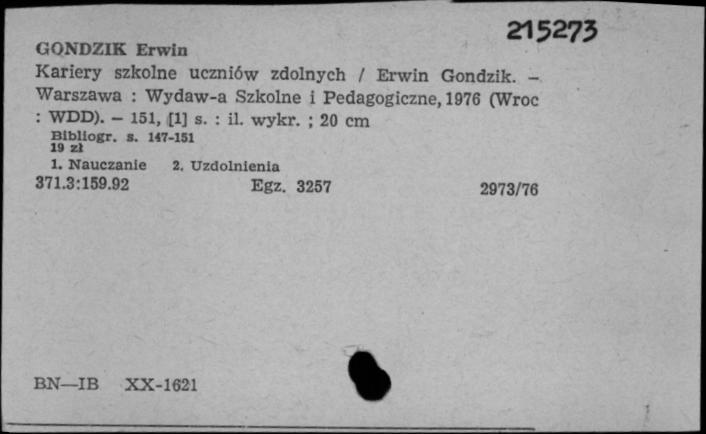 215273
GONDZIK Erwin
Kariery szkolne uczniów zdolnych / Erwin Gondzik. —
Warszawa : Wydaw-a Szkolne i Pedagogiczne, 1976 (Wroc
: WDD). — 151, [1] s. : il. wykr. ; 20 cm
Bibliogr. s. 147-151
19 zł
1. Nauczanie 2. Uzdolnienia
371.3:159.92 Egz. 3257 2973/76
BN—IB XX-1621